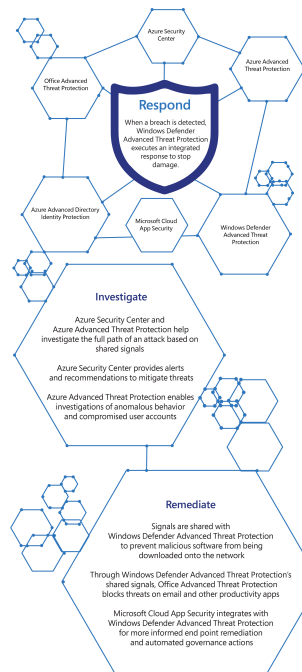 Azure Security
Center
Office Advanced
Threat Protection
Azure Advanced
Threat Protection
Respond
When a breach is detected,
Windows Defender
Advanced Threat Protection
executes an integrated
response to stop
damage.
Azure Advanced Directory
Identity Protection
Microsoft Cloud
App Security
Windows Defender
Advanced Threat
Protection
Investigate
Azure Security Center and
Azure Advanced Threat Protection help
investigate the full path of an attack based on
shared signals
Azure Security Center provides alerts
and recommendations to mitigate threats
Azure Advanced Threat Protection enables
investigations of anomalous behavior
and compromised user accounts
Remediate
Signals are shared with
Windows Defender Advanced Threat Protection
to prevent malicious software from being
downloaded onto the network
Through Windows Defender Advanced Threat Protection's
shared signals, Office Advanced Threat Protection
blocks threats on email and other productivity apps
Microsoft Cloud App Security integrates with
Windows Defender Advanced Threat Protection
for more informed end point remediation
and automated governance actions